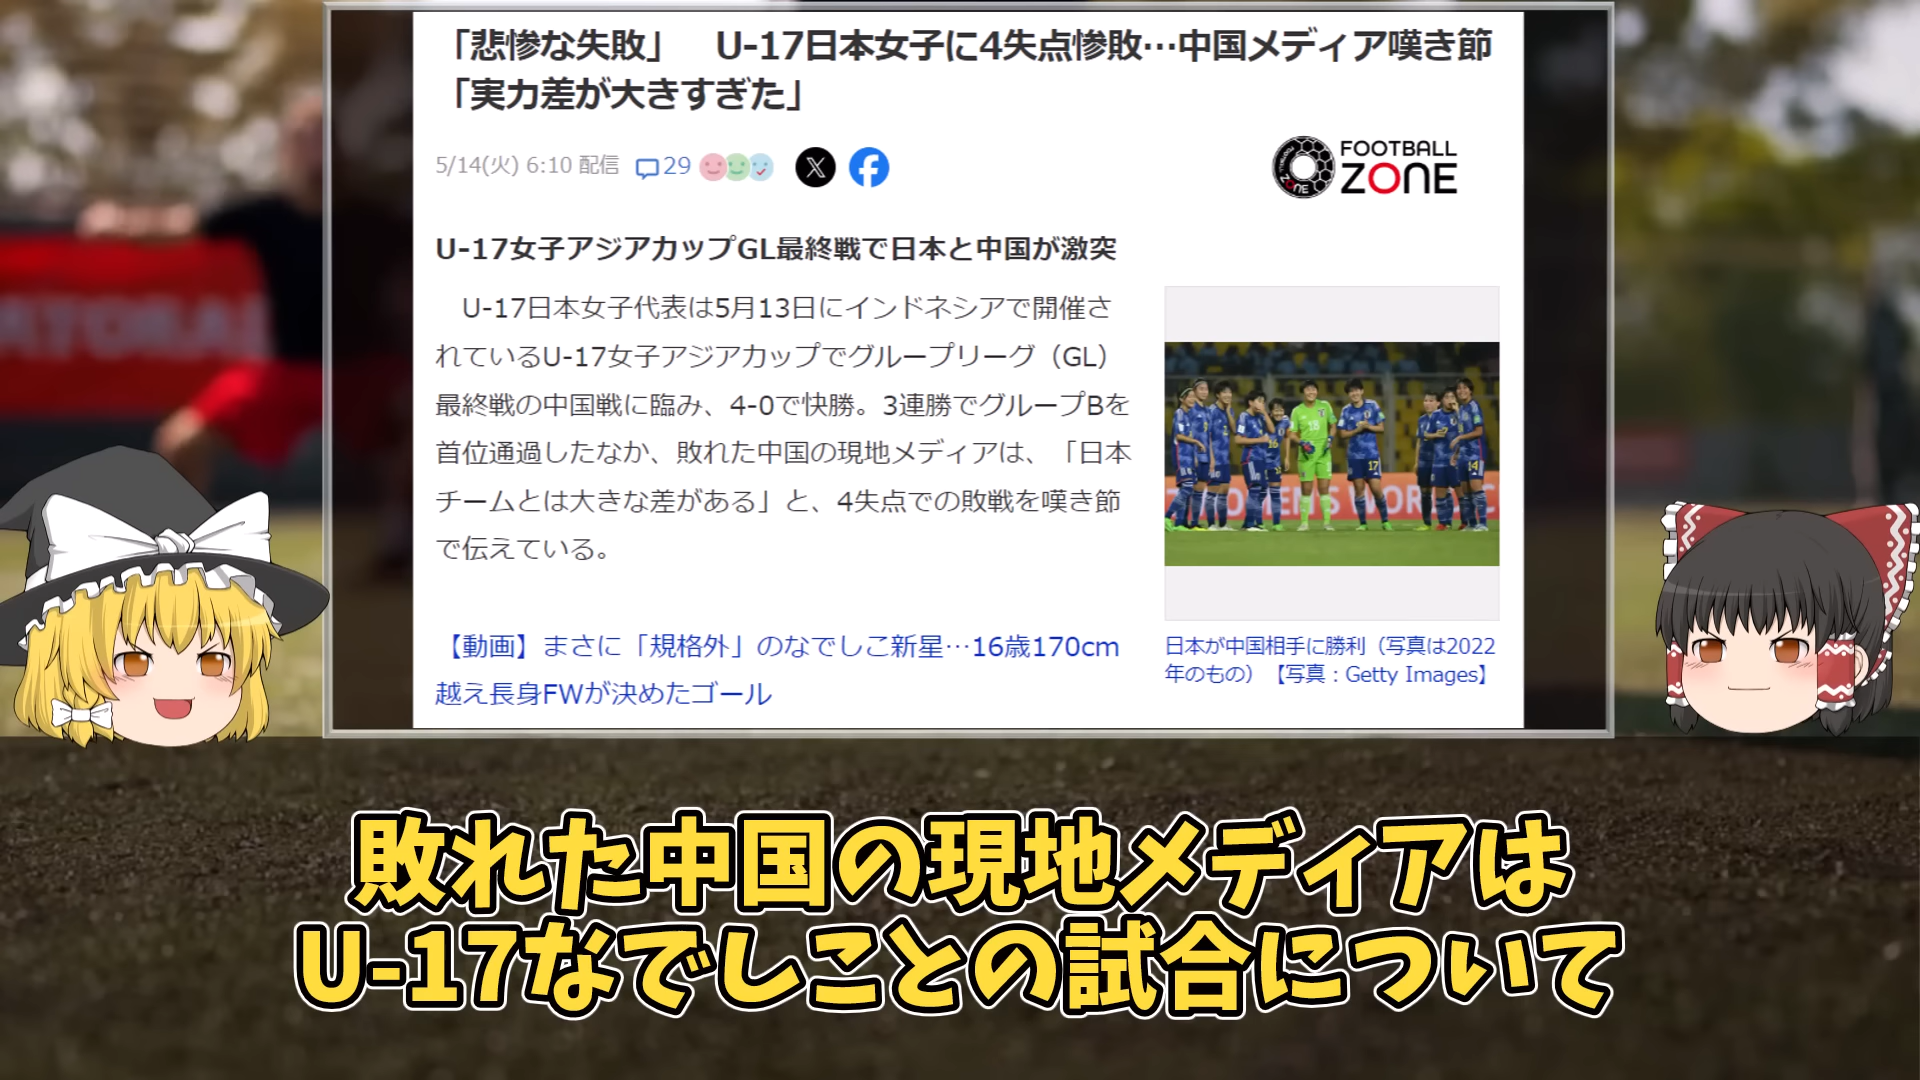 「悲惨な失敗」　U-17日本女子に4失点惨敗…中国メディア嘆き節
「実力差が大きすぎた」
5/14(火) 6:10 配信
29
FOOTBALL
ZONE
U-17女子アジアカップGL最終戦で日本と中国が激突
U-17日本女子代表は5月13日にインドネシアで開催さ
れているU-17女子アジアカップでグループリーグ（GL）
最終戦の中国戦に臨み、4-0で快勝。3連勝でグループBを
首位通過したなか、敗れた中国の現地メディアは、「日本
チームとは大きな差がある」と、4失点での敗戦を嘆き節
で伝えている。
【動画】まさに「規格外」のなでしこ新星…16歳170cm
越え長身FWが決めたゴール
日本が中国相手に勝利（写真は2022
年のもの）【写真：Getty Images】
敗れた中国の現地メディアは
U-17なでしことの試合について